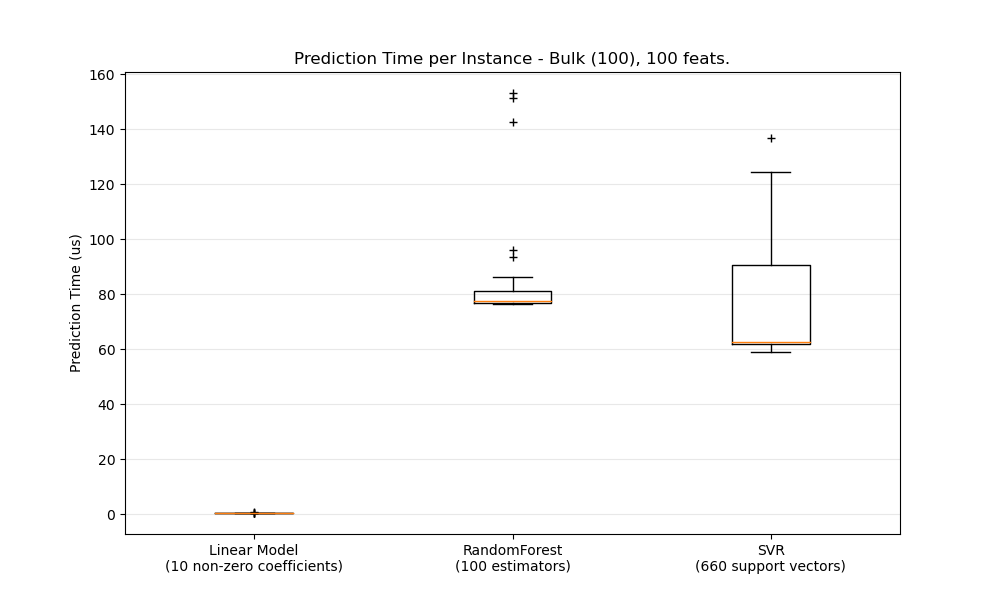 Prediction Time per Instance - Bulk (100), 100 feats.
160
140
120
100
80
60
40
20
0
Prediction Time (us)
Linear Model
(10 non-zero coefficients)
RandomForest
(100 estimators)
SVR
(660 support vectors)